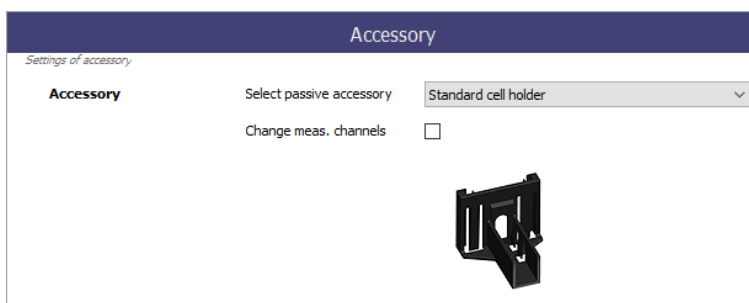 Accessory
Settings of accessory
Accessory Select passive accessory Standard cell holder
Change meas. channels